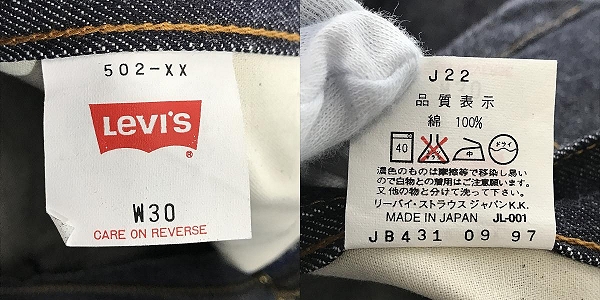 502-XX
LEVI'S
®
W30
CARE ON REVERSE
J22
品質表示
綿 100%
40 中 ドライ
濃色のものは摩擦等で移染し易い
ので白物との着用はご注意願います。
又他の物と分けて洗って下さい。
リーバイ・ストラウス ジャパンK.K.
MADE IN JAPAN JL-001
JB431 09 97